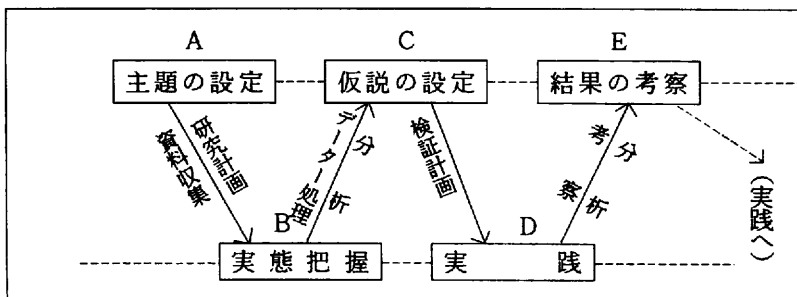 A
C
E
主題の設定
仮説の設定
結果の考察
研究計画
資料収集
分析
データー処理
検証計画
分析
考察
(実践へ)
B
D
実態把握
実践